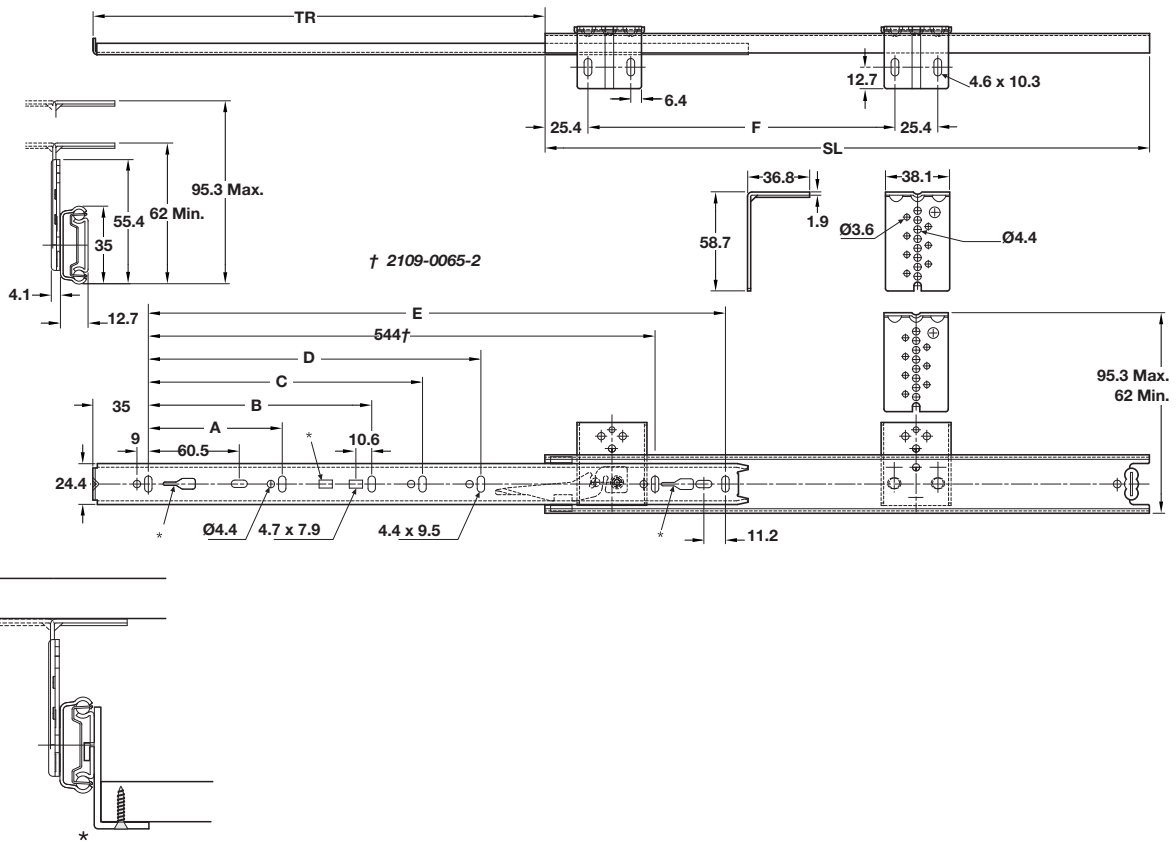 TR
12.7
4.6 x 10.3
6.4
25.4
F
25.4
SL
95.3 Max.
62 Min.
55.4
35
4.1
12.7
† 2109-0065-2
36.8
1.9
58.7
38.1
Ø3.6
Ø4.4
E
544†
D
C
35
B
A
*
10.6
9
60.5
24.4
*
Ø4.4
4.7 x 7.9
4.4 x 9.5
*
11.2
95.3 Max.
62 Min.
*